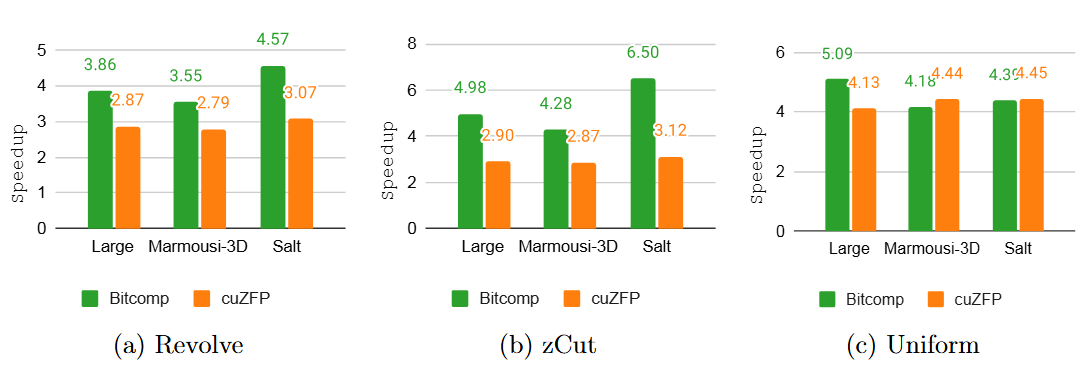 5
4
3
2
1
0
Speedup
3.86
2.87
3.55
2.79
4.57
3.07
Large Marmousi-3D Salt
Bitcomp cuZFP
(a) Revolve
8
6
4
2
0
Speedup
4.98
2.90
4.28
2.87
6.50
3.12
Large Marmousi-3D Salt
Bitcomp cuZFP
(b) zCut
6
4
2
0
Speedup
5.09
4.13
4.18
4.44
4.39
4.45
Large Marmousi-3D Salt
Bitcomp cuZFP
(c) Uniform